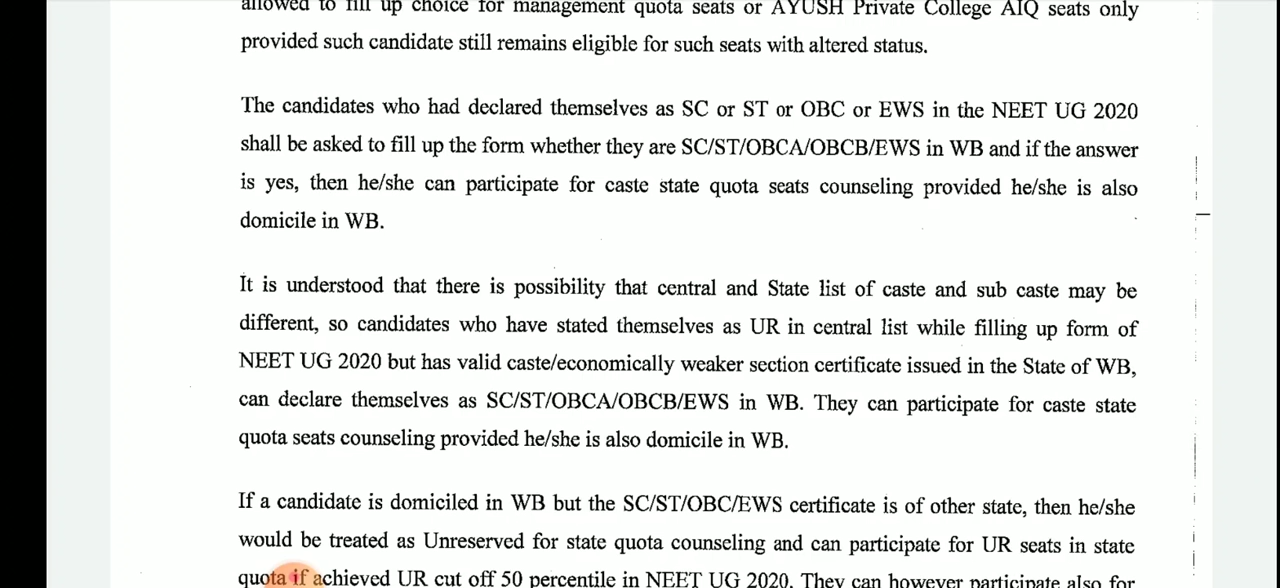 allowed to fill up choice for management quota seats or AYUSH Private College AIQ seats only
provided such candidate still remains eligible for such seats with altered status.
The candidates who had declared themselves as SC or ST or OBC or EWS in the NEET UG 2020
shall be asked to fill up the form whether they are SC/ST/OBCA/OBCB/EWS in WB and if the answer
is yes, then he/she can participate for caste state quota seats counseling provided he/she is also
domicile in WB.
It is understood that there is possibility that central and State list of caste and sub caste may be
different, so candidates who have stated themselves as UR in central list while filling up form of
NEET UG 2020 but has valid caste/economically weaker section certificate issued in the State of WB,
can declare themselves as SC/ST/OBCA/OBCB/EWS in WB. They can participate for caste state
quota seats counseling provided he/she is also domicile in WB.
If a candidate is domiciled in WB but the SC/ST/OBC/EWS certificate is of other state, then he/she
would be treated as Unreserved for state quota counseling and can participate for UR seats in state
quota if achieved UR cut off 50 percentile in NEET UG 2020. They can however participate also for